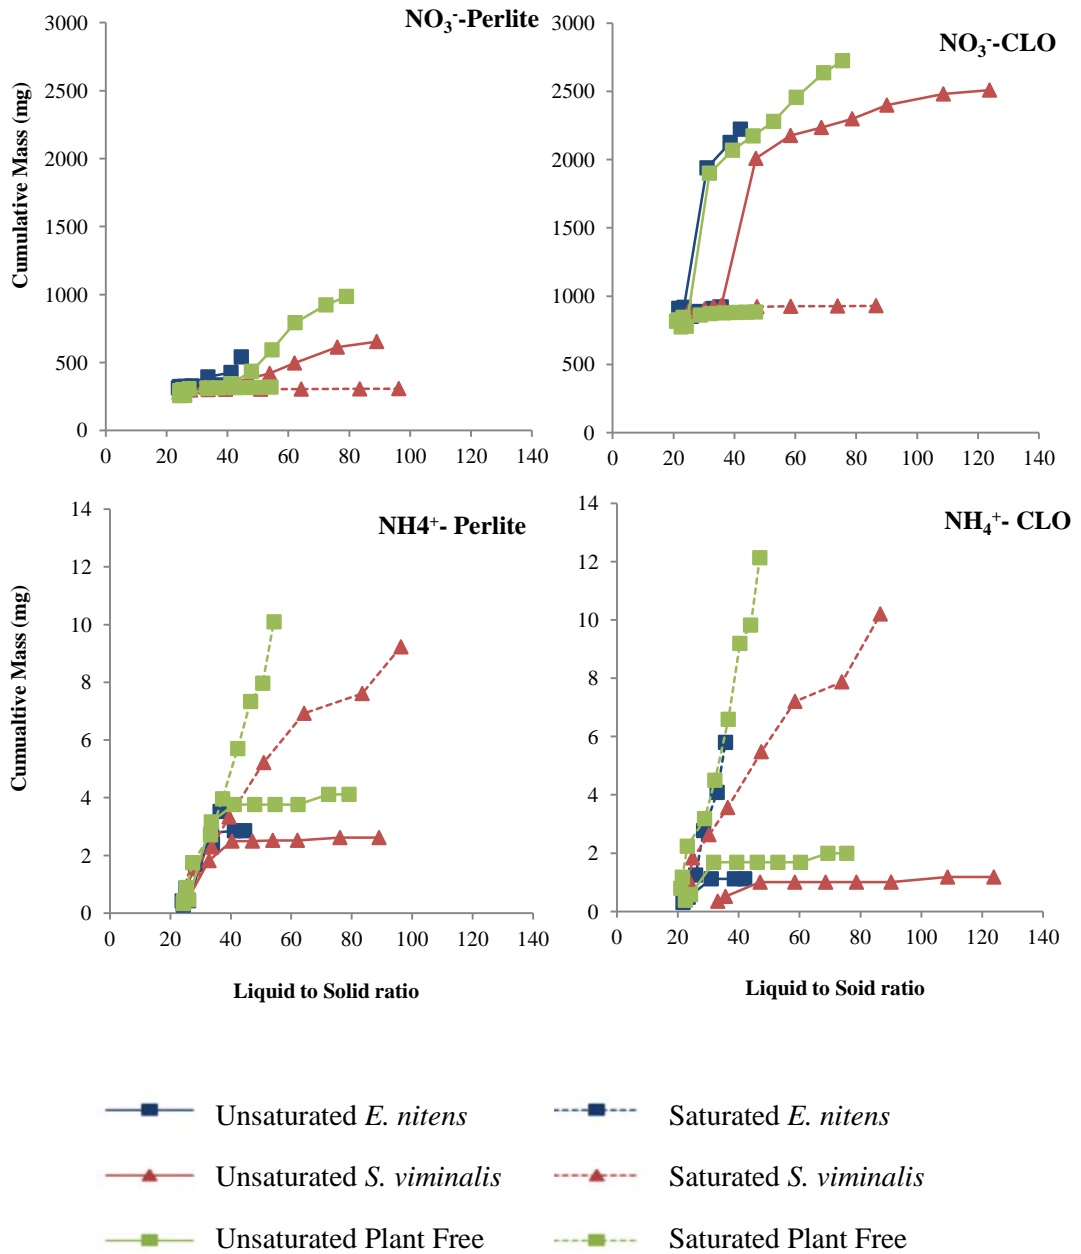 NO3--Perlite
3000
2500
2000
1500
1000
500
0
0 20 40 60 80 100 120 140
Cumulative Mass (mg)
NO3--CLO
3000
2500
2000
1500
1000
500
0
0 20 40 60 80 100 120 140
NH4+- Perlite
14
12
10
8
6
4
2
0
0 20 40 60 80 100 120 140
Cumualtive Mass (mg)
Liquid to Solid ratio
NH4+- CLO
14
12
10
8
6
4
2
0
0 20 40 60 80 100 120 140
Liquid to Soid ratio
Unsaturated E. nitens
Saturated E. nitens
Unsaturated S. viminalis
Saturated S. viminalis
Unsaturated Plant Free
Saturated Plant Free